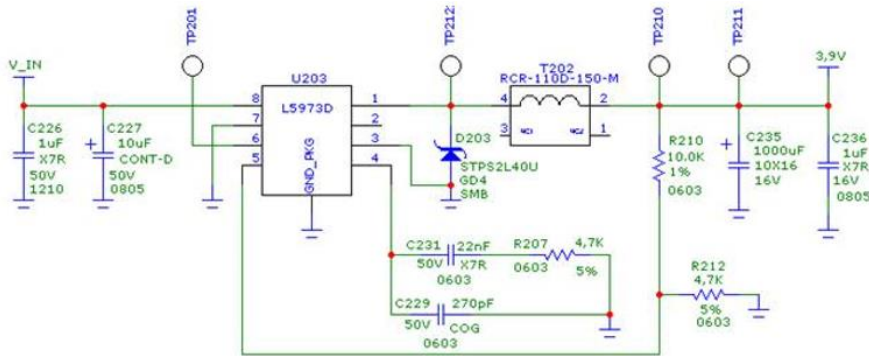 TP201
TP212
TP210
TP211
V_IN
U203
L5973D
GND_PKG
8
7
6
5
1
2
3
4
T202
RCR-110D-150-M
4
2
3
1
NC1
NC2
3,9V
C226
1uF
X7R
50V
1210
C227
10uF
CONT-D
50V
0805
D203
STPS2L40U
GD4
SMB
R210
10.0K
1%
0603
C235
1000uF
10X16
16V
C236
1uF
X7R
16V
0805
C231
22nF
50V
X7R
0603
R207
4,7K
0603
5%
C229
270pF
50V
COG
0603
R212
4,7K
5%
0603